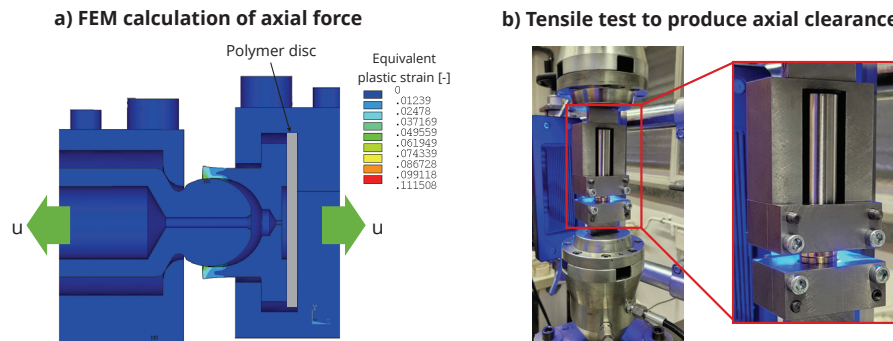 a) FEM calculation of axial force
b) Tensile test to produce axial clearance
Polymer disc
Equivalent
plastic strain [-]
0
.01239
.02478
.037169
.049559
.061949
.074339
.086728
.099118
.111508
u
u